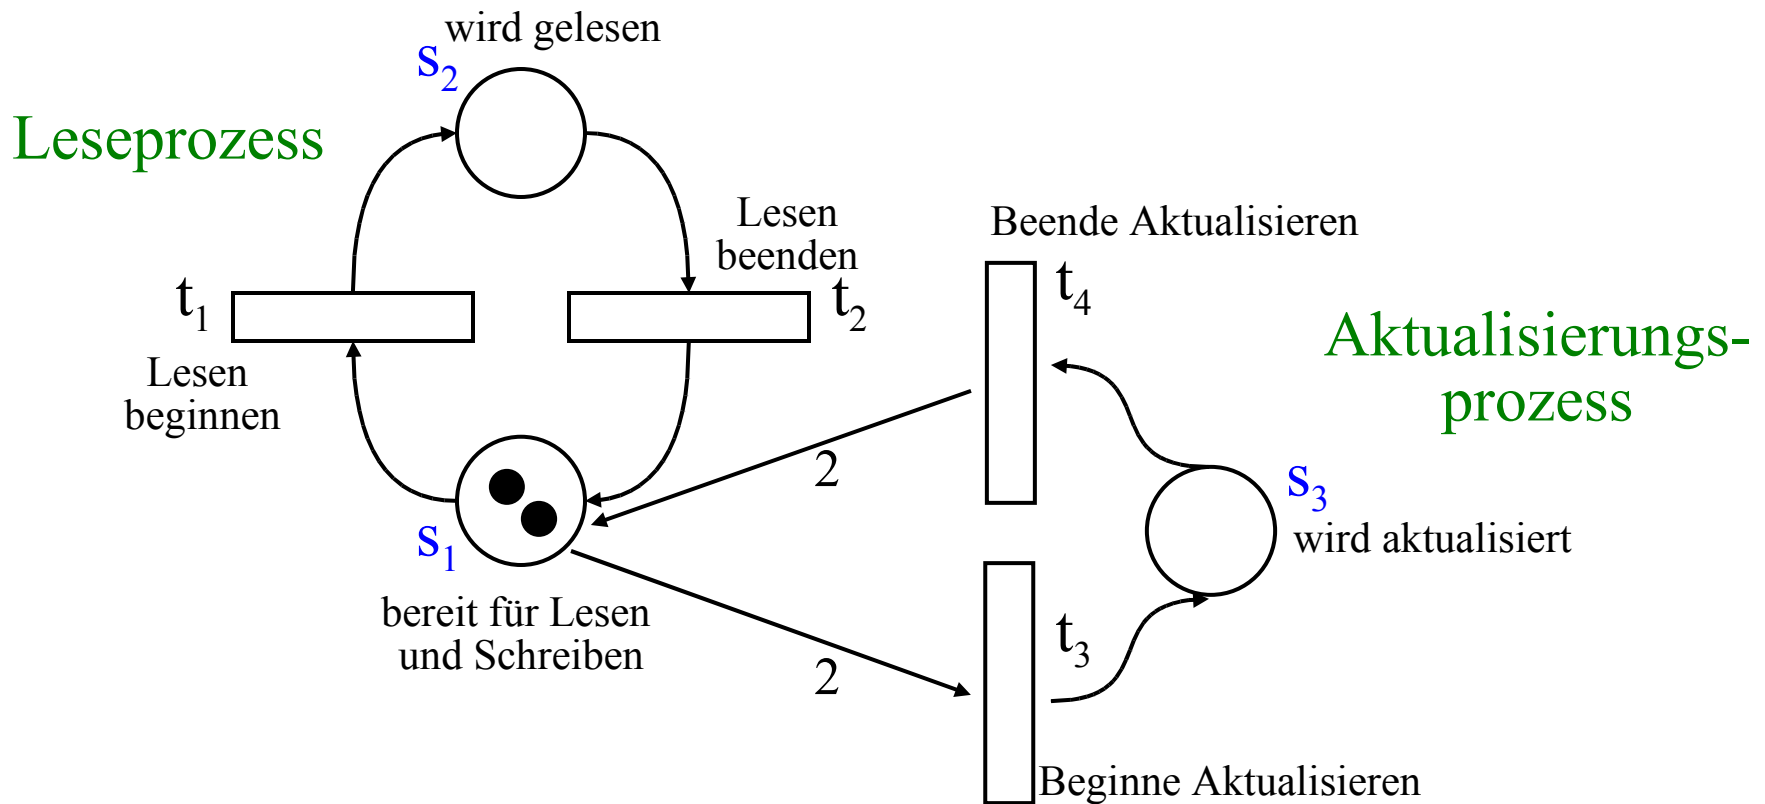 wird gelesen
s2
Leseprozess
Lesen
beenden
Beende Aktualisieren
t1
t2
t4
Aktualisierungs-
prozess
Lesen
beginnen
2
s3
wird aktualisiert
s1
bereit für Lesen
und Schreiben
2
t3
Beginne Aktualisieren